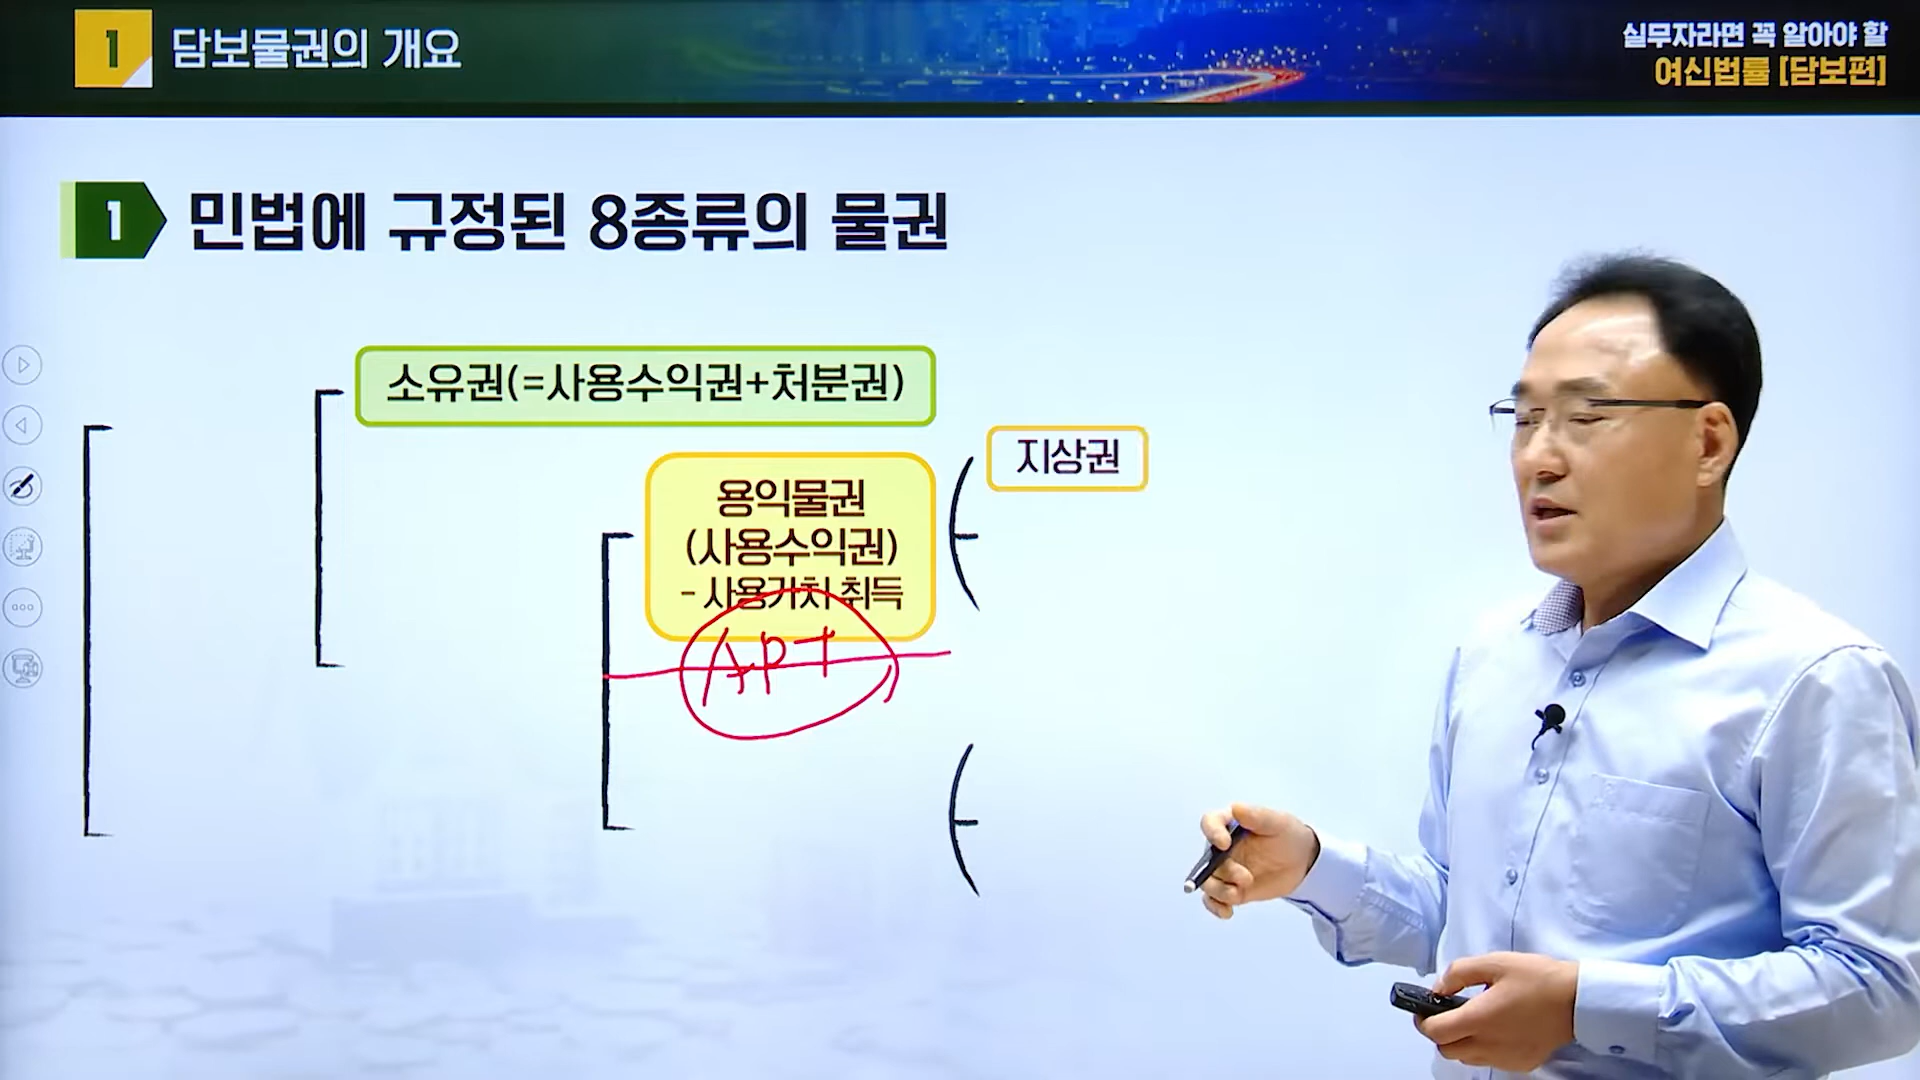 1 담보물권의 개요
실무자라면 꼭 알아야 할
여신법률 [담보편]
1 민법에 규정된 8종류의 물권
소유권(=사용수익권+처분권)
용익물권
(사용수익권)
- 사용가치 취득
지상권
APT